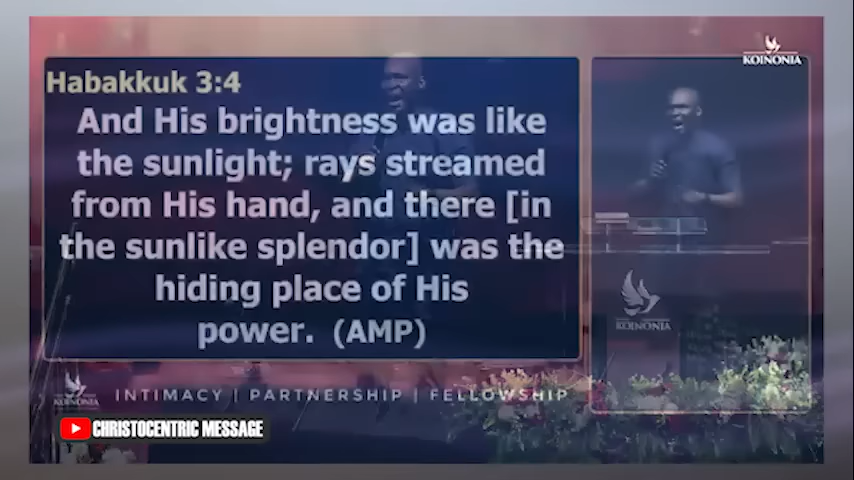 KOINONIA
Habakkuk 3:4
And His brightness was like
the sunlight; rays streamed
from His hand, and there [in
the sunlike splendor] was the
hiding place of His
power. (AMP)
KOINONIA
KOINONIA
INTIMACY | PARTNERSHIP | FELLOWSHIP
CHRISTOCENTRIC MESSAGE